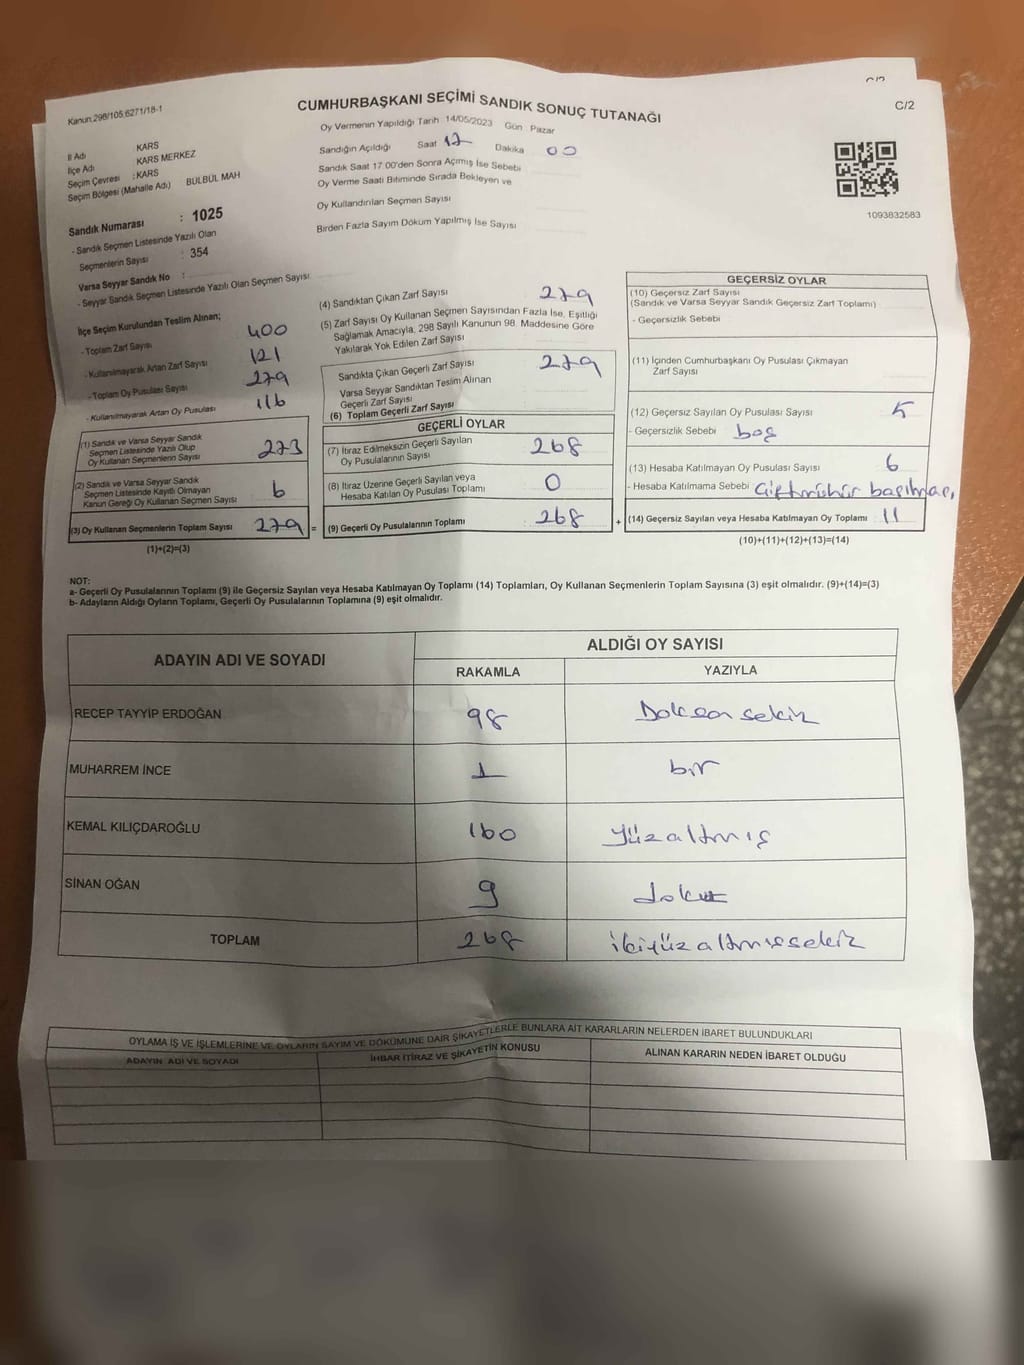 C/2
Kanun.298/105;6271/18-1
CUMHURBAŞKANI SEÇİMİ SANDIK SONUÇ TUTANAĞI
C/2
İl Adı KARS
İlçe Adı KARS MERKEZ
Seçim Çevresi : KARS
Seçim Bölgesi (Mahalle Adı) BÜLBÜL MAH
Sandık Numarası : 1025
- Sandık Seçmen Listesinde Yazılı Olan
Seçmenlerin Sayısı : 354
Varsa Seyyar Sandık No :
- Seyyar Sandık Seçmen Listesinde Yazılı Olan Seçmen Sayısı
Oy Vermenin Yapıldığı Tarih 14/05/2023 Gün Pazar
Sandığın Açıldığı Saat 17 Dakika 00
Sandık Saat 17:00'den Sonra Açılmış İse Sebebi
Oy Verme Saati Bitiminde Sırada Bekleyen ve
Oy Kullandırılan Seçmen Sayısı
Birden Fazla Sayım Döküm Yapılmış İse Sayısı
1093832583
İlçe Seçim Kurulundan Teslim Alınan;
- Toplam Zarf Sayısı 400
- Kullanılmayarak Artan Zarf Sayısı 121
- Toplam Oy Pusulası Sayısı 279
- Kullanılmayarak Artan Oy Pusulası 116
(1) Sandık ve Varsa Seyyar Sandık
Seçmen Listesinde Yazılı Olup
Oy Kullanan Seçmenlerin Sayısı 273
(2) Sandık ve Varsa Seyyar Sandık
Seçmen Listesinde Kayıtlı Olmayan
Kanun Gereği Oy Kullanan Seçmen Sayısı 6
(3) Oy Kullanan Seçmenlerin Toplam Sayısı 279 =
(1)+(2)=(3)
(4) Sandıktan Çıkan Zarf Sayısı 279
(5) Zarf Sayısı Oy Kullanan Seçmen Sayısından Fazla İse, Eşitliği
Sağlamak Amacıyla, 298 Sayılı Kanunun 98. Maddesine Göre
Yakılarak Yok Edilen Zarf Sayısı
Sandıkta Çıkan Geçerli Zarf Sayısı 279
Varsa Seyyar Sandıktan Teslim Alınan
Geçerli Zarf Sayısı
(6) Toplam Geçerli Zarf Sayısı
GEÇERLİ OYLAR
(7) İtiraz Edilmeksizin Geçerli Sayılan
Oy Pusulalarının Sayısı 268
(8) İtiraz Üzerine Geçerli Sayılan veya
Hesaba Katılan Oy Pusulası Toplamı 0
(9) Geçerli Oy Pusulalarının Toplamı 268 +
GEÇERSİZ OYLAR
(10) Geçersiz Zarf Sayısı
(Sandık ve Varsa Seyyar Sandık Geçersiz Zarf Toplamı)
- Geçersizlik Sebebi
(11) İçinden Cumhurbaşkanı Oy Pusulası Çıkmayan
Zarf Sayısı
(12) Geçersiz Sayılan Oy Pusulası Sayısı 5
- Geçersizlik Sebebi boş
(13) Hesaba Katılmayan Oy Pusulası Sayısı 6
- Hesaba Katılmama Sebebi Çift mühür basılması
(14) Geçersiz Sayılan veya Hesaba Katılmayan Oy Toplamı 11
(10)+(11)+(12)+(13)=(14)
NOT:
a- Geçerli Oy Pusulalarının Toplamı (9) ile Geçersiz Sayılan veya Hesaba Katılmayan Oy Toplamı (14) Toplamları, Oy Kullanan Seçmenlerin Toplam Sayısına (3) eşit olmalıdır. (9)+(14)=(3)
b- Adayların Aldığı Oyların Toplamı, Geçerli Oy Pusulalarının Toplamına (9) eşit olmalıdır.
ADAYIN ADI VE SOYADI ALDIĞI OY SAYISI
RAKAMLA YAZIYLA
RECEP TAYYİP ERDOĞAN 98 Doksan sekiz
MUHARREM İNCE 1 bir
KEMAL KILIÇDAROĞLU 160 Yüzaltmış
SİNAN OĞAN 9 dokuz
TOPLAM 268 ikiyüz altmışsekiz
OYLAMA İŞ VE İŞLEMLERİNE VE OYLARIN SAYIM VE DÖKÜMÜNE DAİR ŞİKAYETLERLE BUNLARA AİT KARARLARIN NELERDEN İBARET BULUNDUKLARI
ADAYIN ADI VE SOYADI İHBAR İTİRAZ VE ŞİKAYETİN KONUSU ALINAN KARARIN NEDEN İBARET OLDUĞU